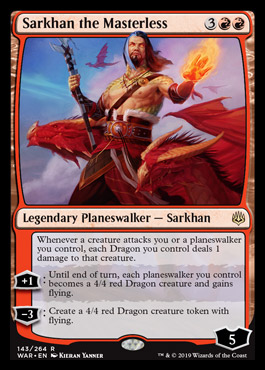 Sarkhan the Masterless 3
Legendary Planeswalker — Sarkhan
Whenever a creature attacks you or a planeswalker
you control, each Dragon you control deals 1
damage to that creature.
+1 : Until end of turn, each planeswalker you control
becomes a 4/4 red Dragon creature and gains
flying.
-3 : Create a 4/4 red Dragon creature token with
flying.
5
143/264 R
WAR • EN KIERAN YANNER ™ & © 2019 Wizards of the Coast